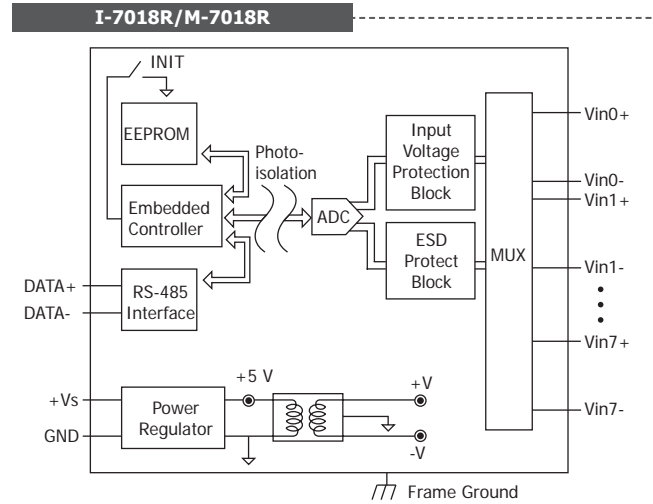 I-7018R/M-7018R
INIT
EEPROM
Photo-
isolation
Embedded
Controller
RS-485
Interface
DATA+
DATA-
ADC
Input
Voltage
Protection
Block
ESD
Protect
Block
MUX
Vin0+
Vin0-
Vin1+
Vin1-
Vin7+
Vin7-
+Vs
GND
Power
Regulator
+5 V
+V
-V
Frame Ground